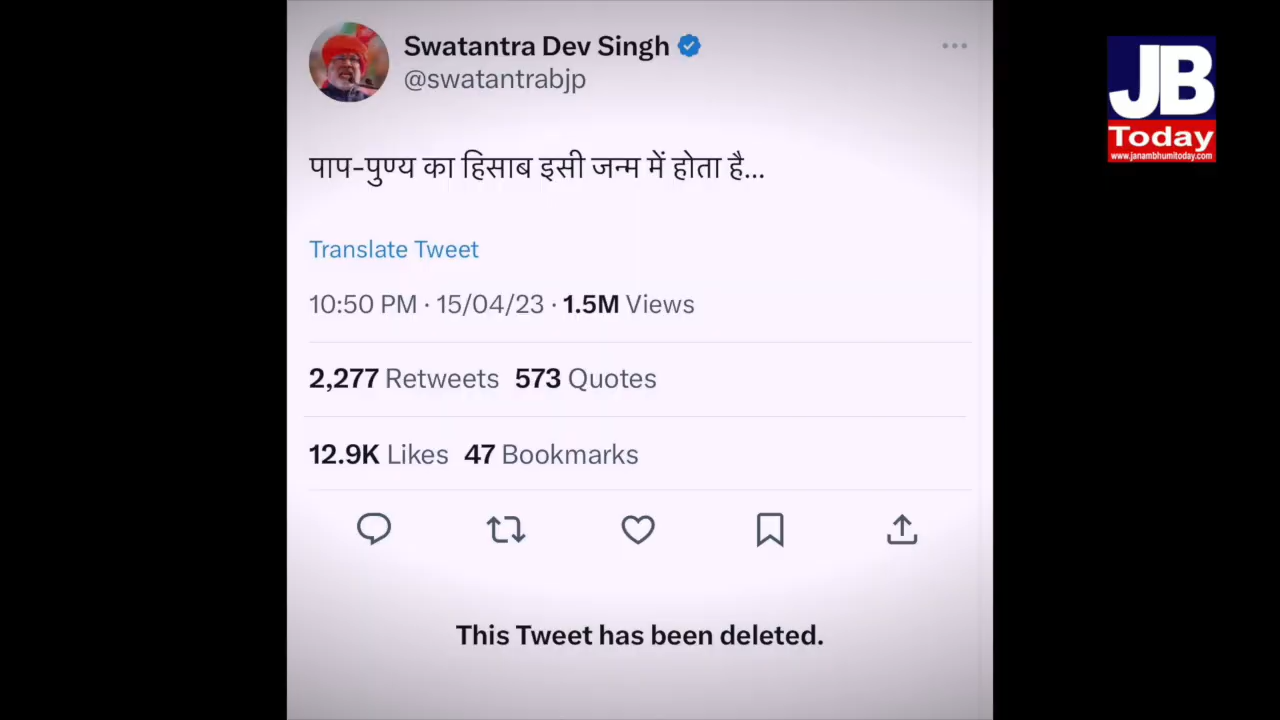 Swatantra Dev Singh
@swatantrabjp
पाप-पुण्य का हिसाब इसी जन्म में होता है...
Translate Tweet
10:50 PM · 15/04/23 · 1.5M Views
2,277 Retweets 573 Quotes
12.9K Likes 47 Bookmarks
This Tweet has been deleted.
JB
Today
www.janambhumitoday.com